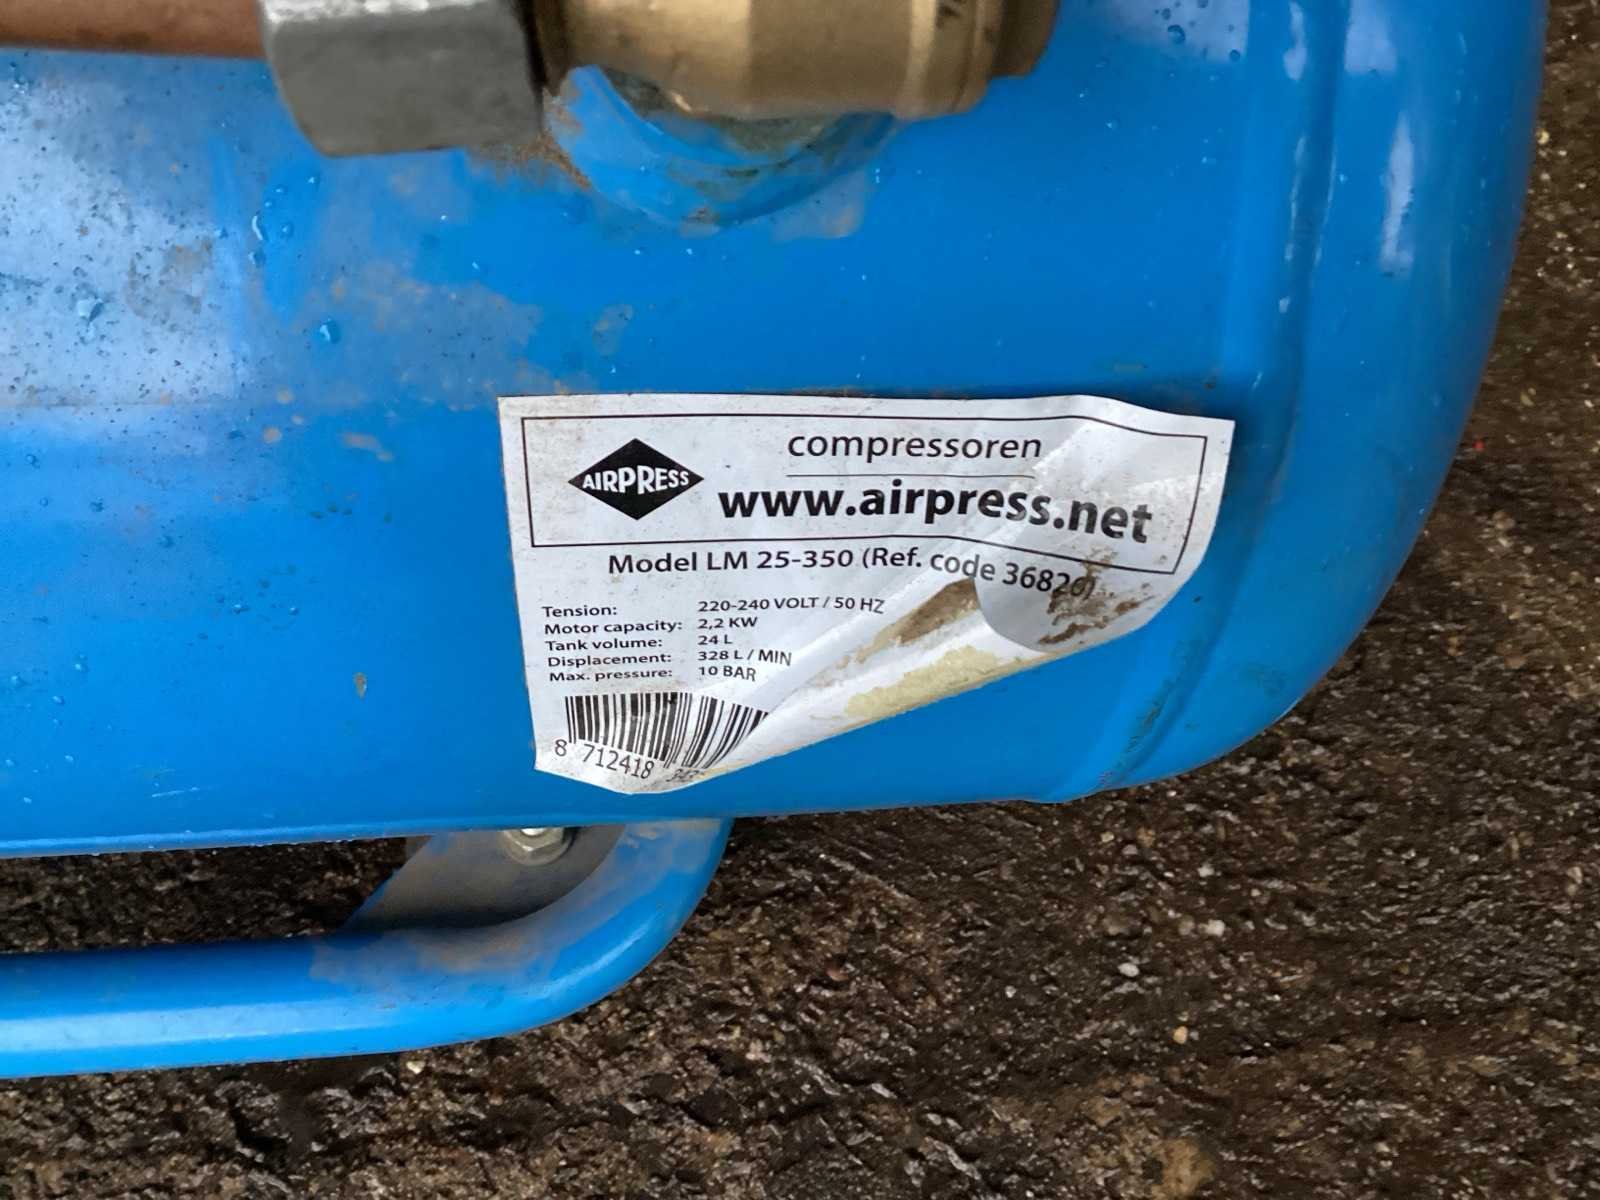 AIRPRESS
compressoren
www.airpress.net
Model LM 25-350 (Ref. code 36820)
Tension: 220-240 VOLT / 50 HZ
Motor capacity: 2,2 KW
Tank volume: 24 L
Displacement: 328 L / MIN
Max. pressure: 10 BAR
8 712418